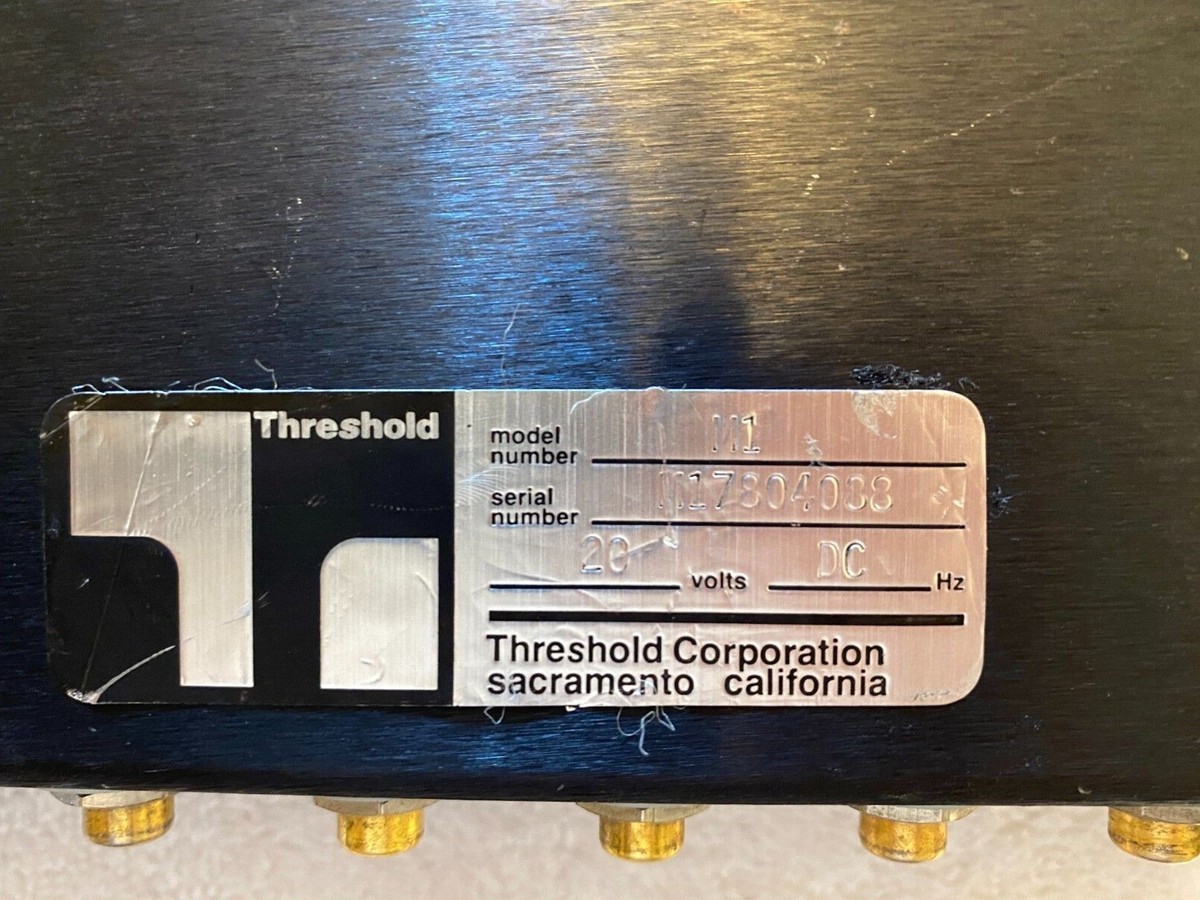 Threshold
model number M1
serial number M17804038
20 volts DC Hz
Threshold Corporation
sacramento california